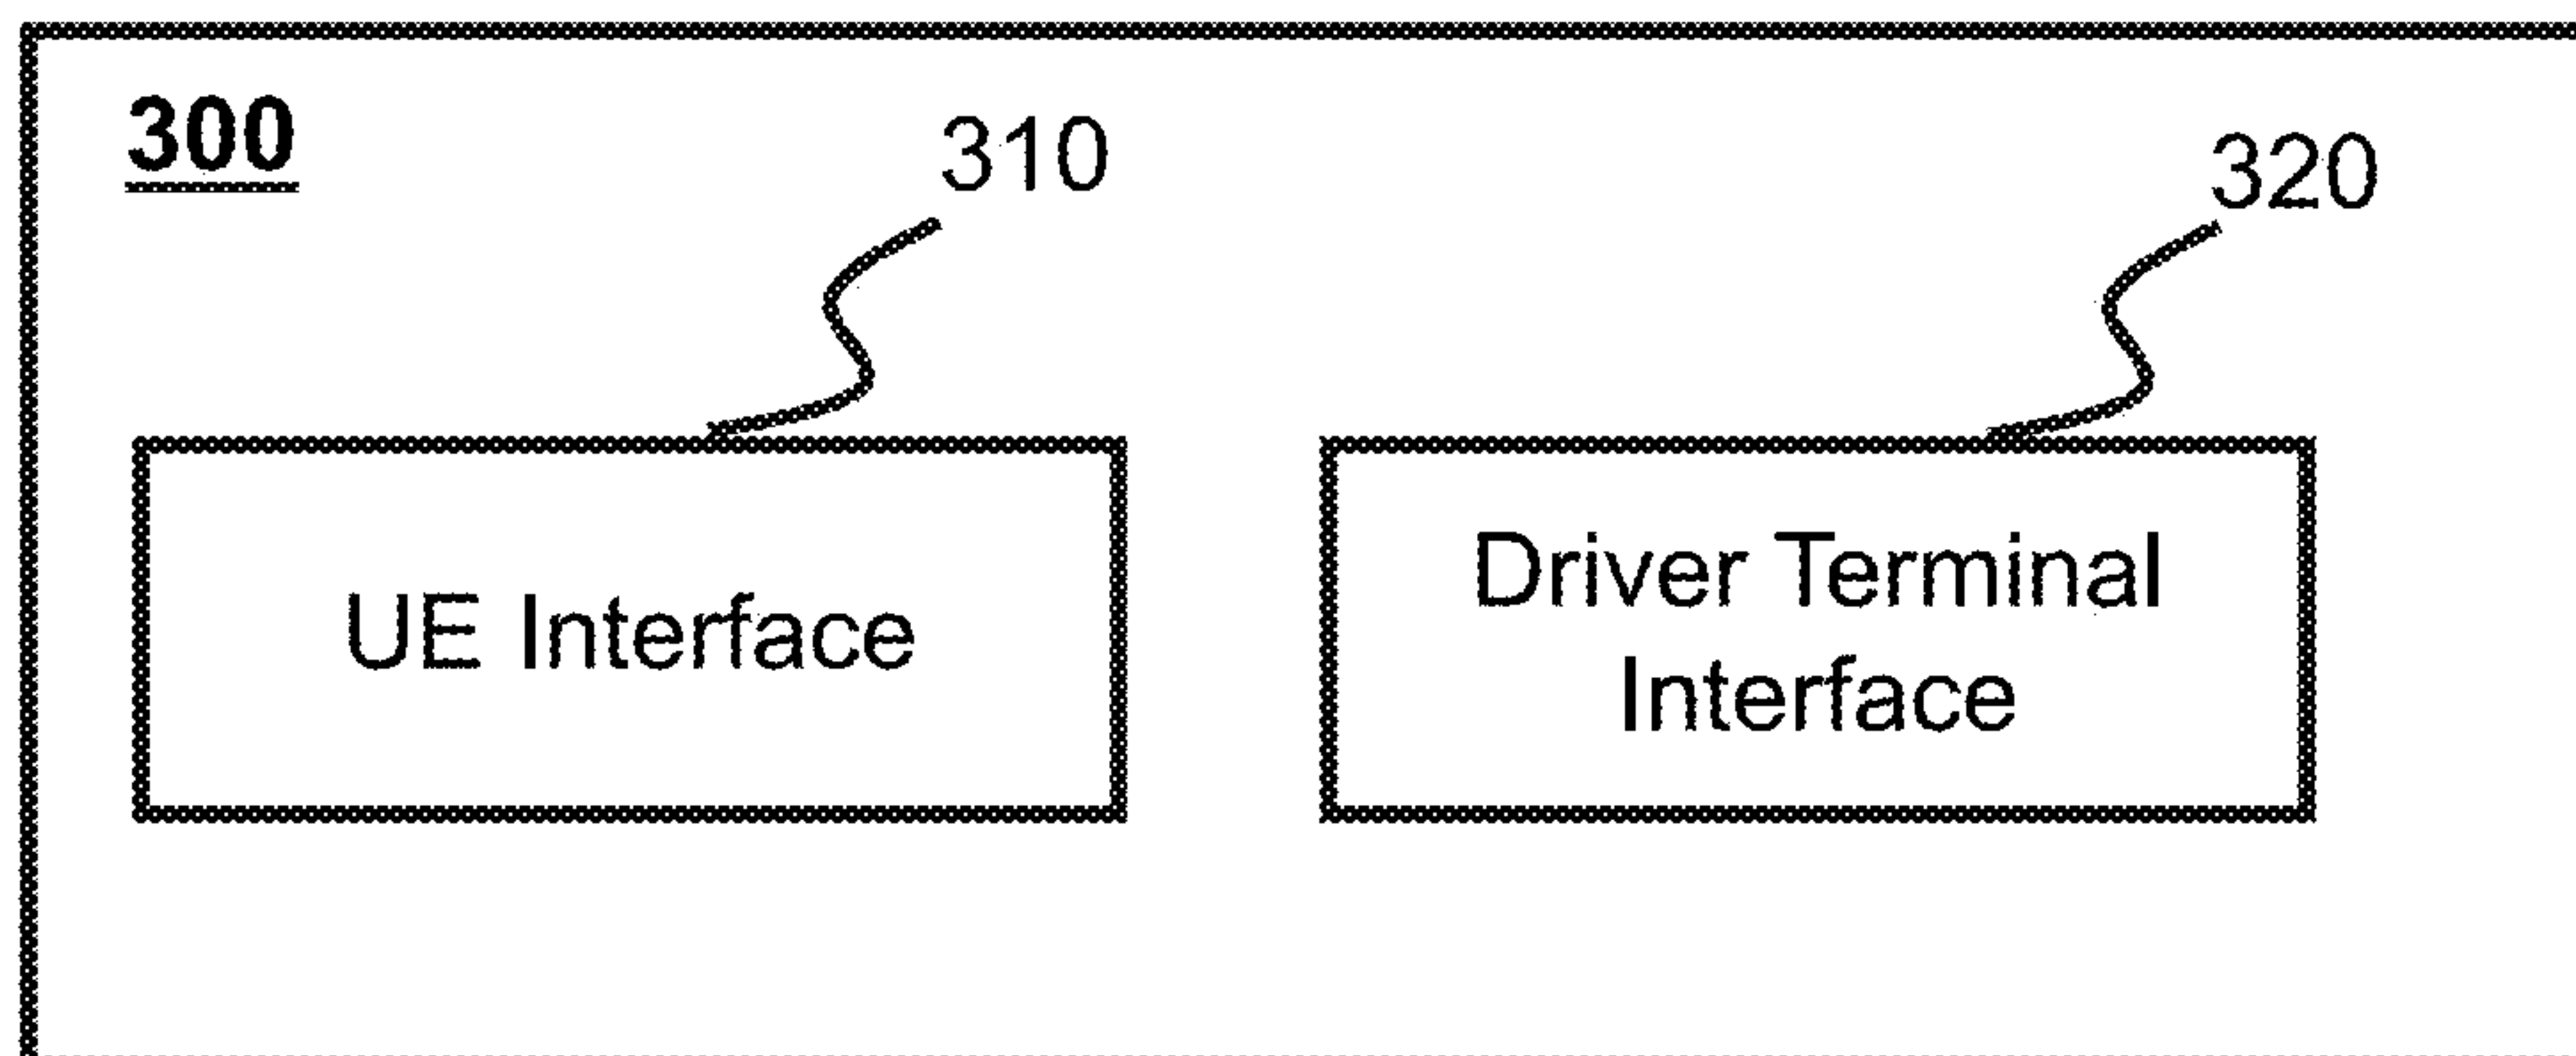 300
310
320
UE Interface
Driver Terminal
Interface